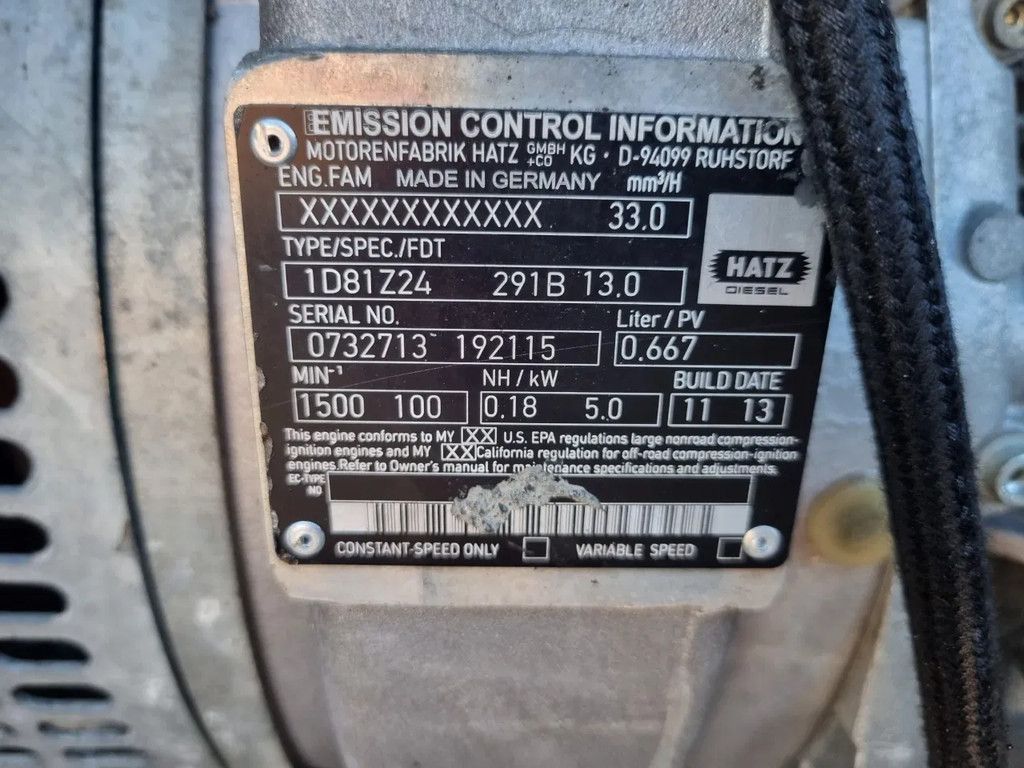 EMISSION CONTROL INFORMATION
MOTORENFABRIK HATZ GMBH +CO KG · D-94099 RUHSTORF
ENG.FAM MADE IN GERMANY mm³/H
XXXXXXXXXXXX 33.0
TYPE/SPEC./FDT
1D81Z24 291B 13.0
HATZ
DIESEL
SERIAL NO. Liter / PV
0732713 192115 0.667
MIN⁻¹ NH / kW BUILD DATE
1500 100 0.18 5.0 11 13
This engine conforms to MY XX U.S. EPA regulations large nonroad compression-
ignition engines and MY XX California regulation for off-road compression-ignition
engines. Refer to Owner's manual for maintenance specifications and adjustments.
EC-TYPE
NO
CONSTANT-SPEED ONLY VARIABLE SPEED